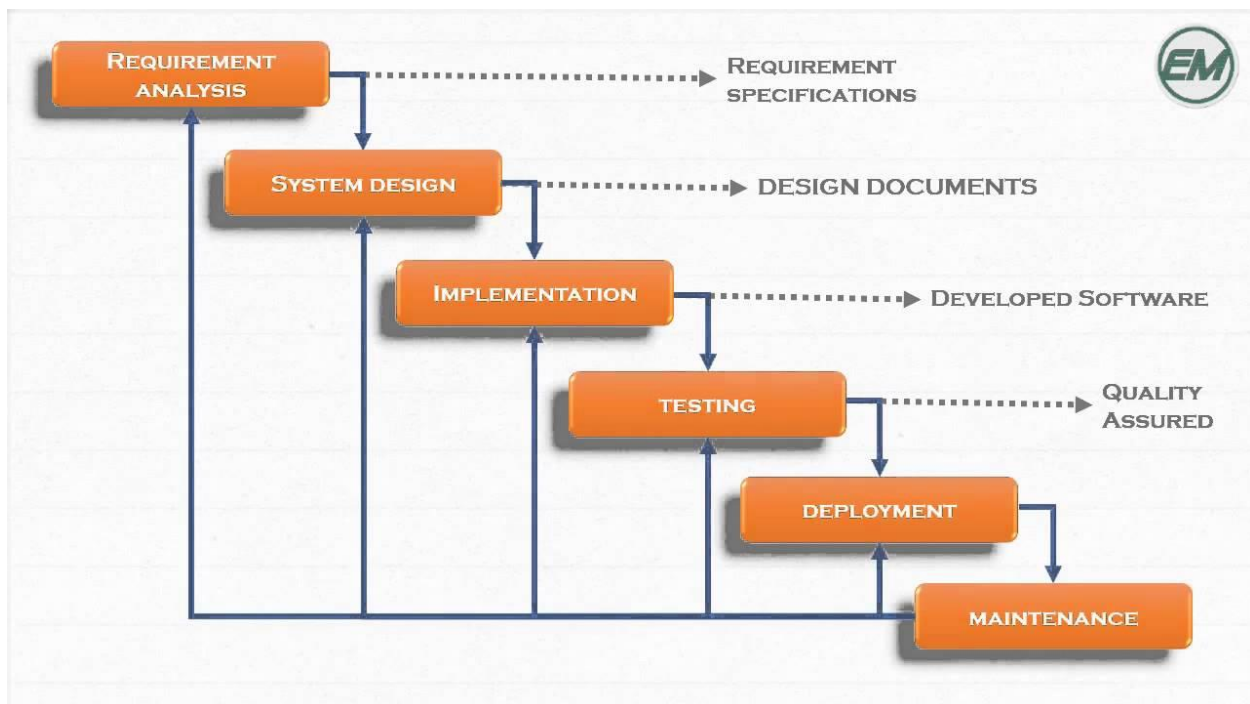 REQUIREMENT
ANALYSIS
REQUIREMENT
SPECIFICATIONS
EM
SYSTEM DESIGN
DESIGN DOCUMENTS
IMPLEMENTATION
DEVELOPED SOFTWARE
TESTING
QUALITY
ASSURED
DEPLOYMENT
MAINTENANCE